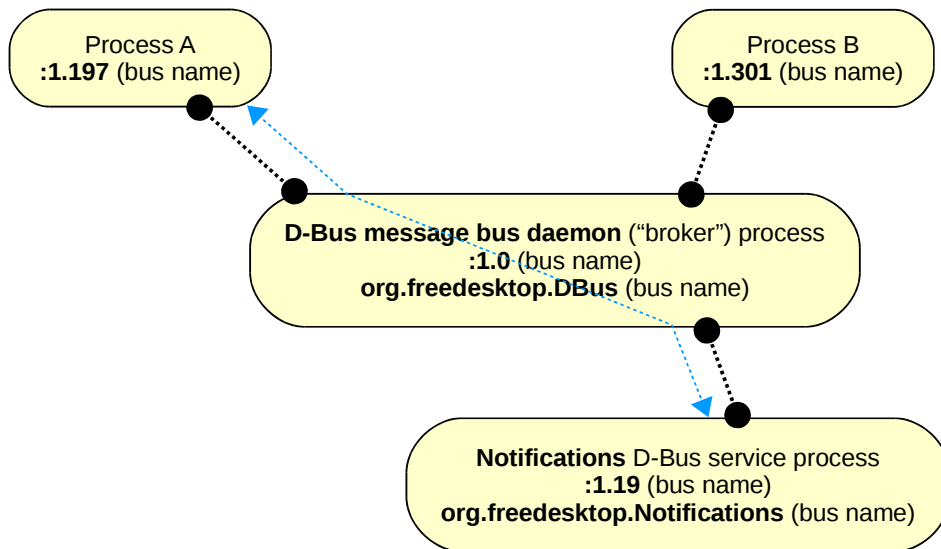 Process A
:1.197 (bus name)
Process B
:1.301 (bus name)
D-Bus message bus daemon (“broker”) process
:1.0 (bus name)
org.freedesktop.DBus (bus name)
Notifications D-Bus service process
:1.19 (bus name)
org.freedesktop.Notifications (bus name)